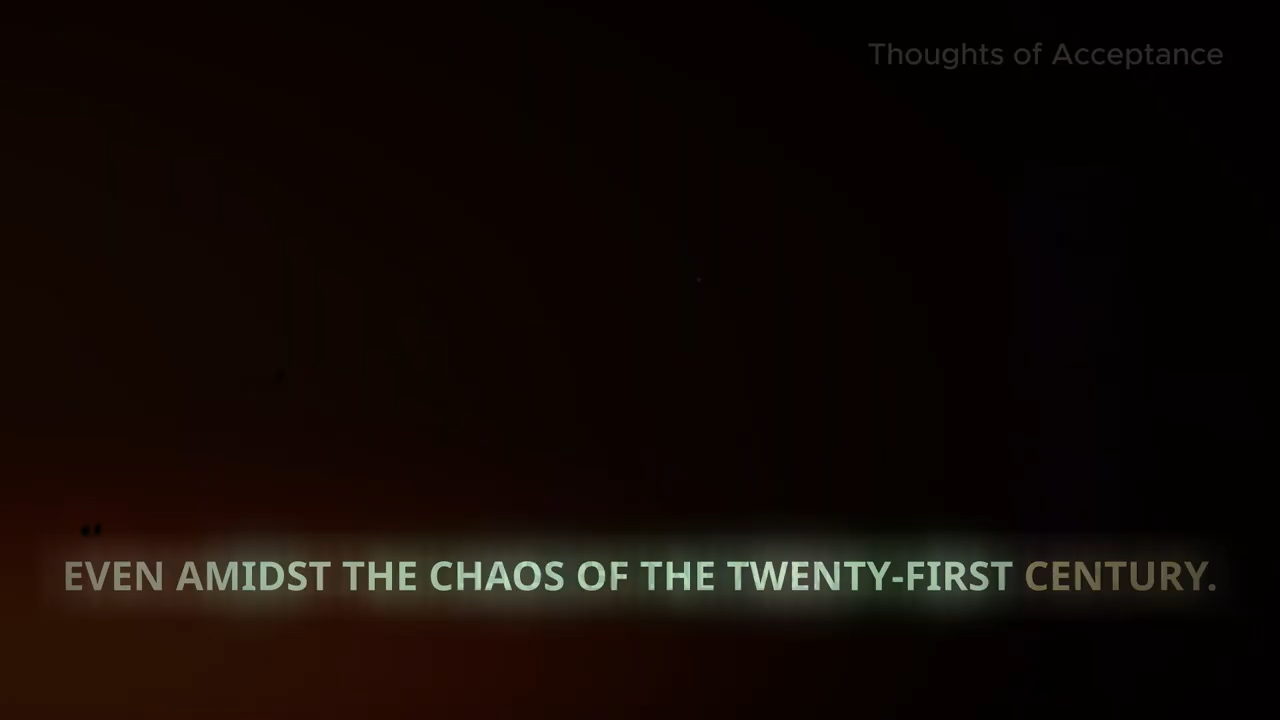 Thoughts of Acceptance
EVEN AMIDST THE CHAOS OF THE TWENTY-FIRST CENTURY.